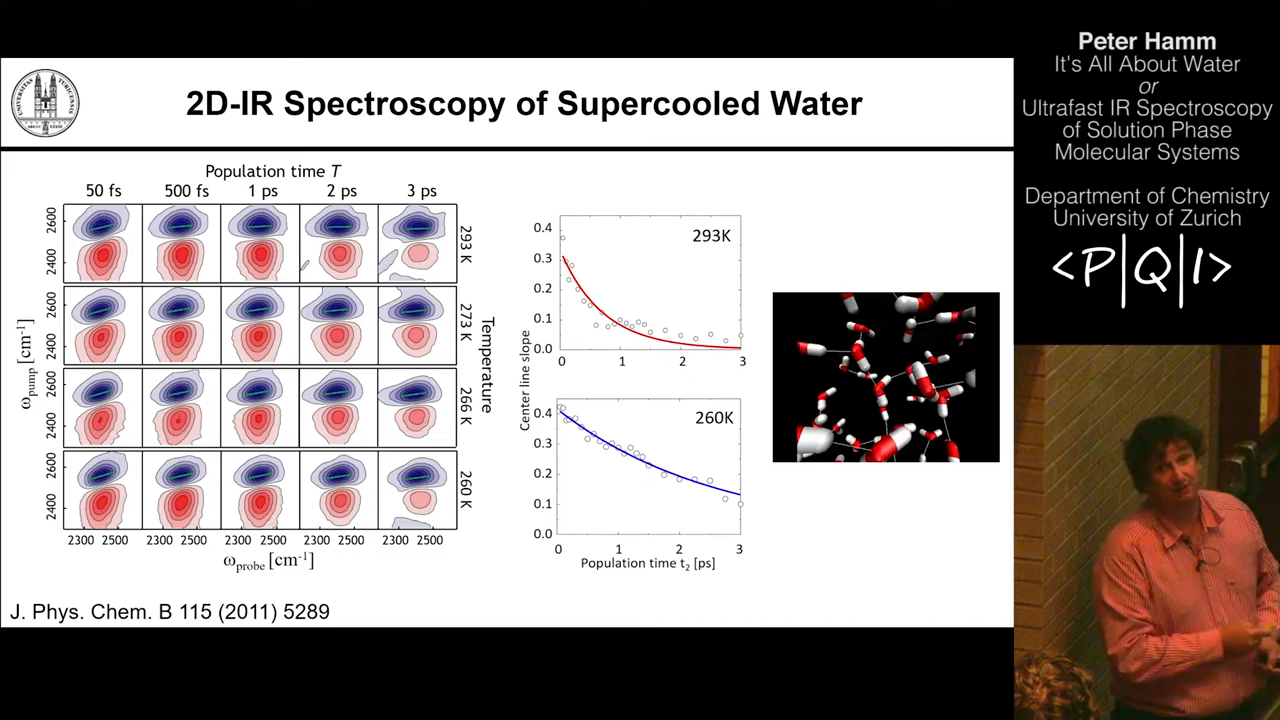 2D-IR Spectroscopy of Supercooled Water
Population time T
50 fs 500 fs 1 ps 2 ps 3 ps
2600
2400
293 K
2600
2400
273 K
2600
2400
266 K
2600
2400
260 K
ωpump [cm-1]
Temperature
2300 2500 2300 2500 2300 2500 2300 2500 2300 2500
ωprobe [cm-1]
Center line slope
293K
0.4
0.3
0.2
0.1
0.0
0 1 2 3
260K
0.4
0.3
0.2
0.1
0.0
0 1 2 3
Population time t2 [ps]
J. Phys. Chem. B 115 (2011) 5289
Peter Hamm
It's All About Water
or
Ultrafast IR Spectroscopy
of Solution Phase
Molecular Systems
Department of Chemistry
University of Zurich
<P|Q|I>